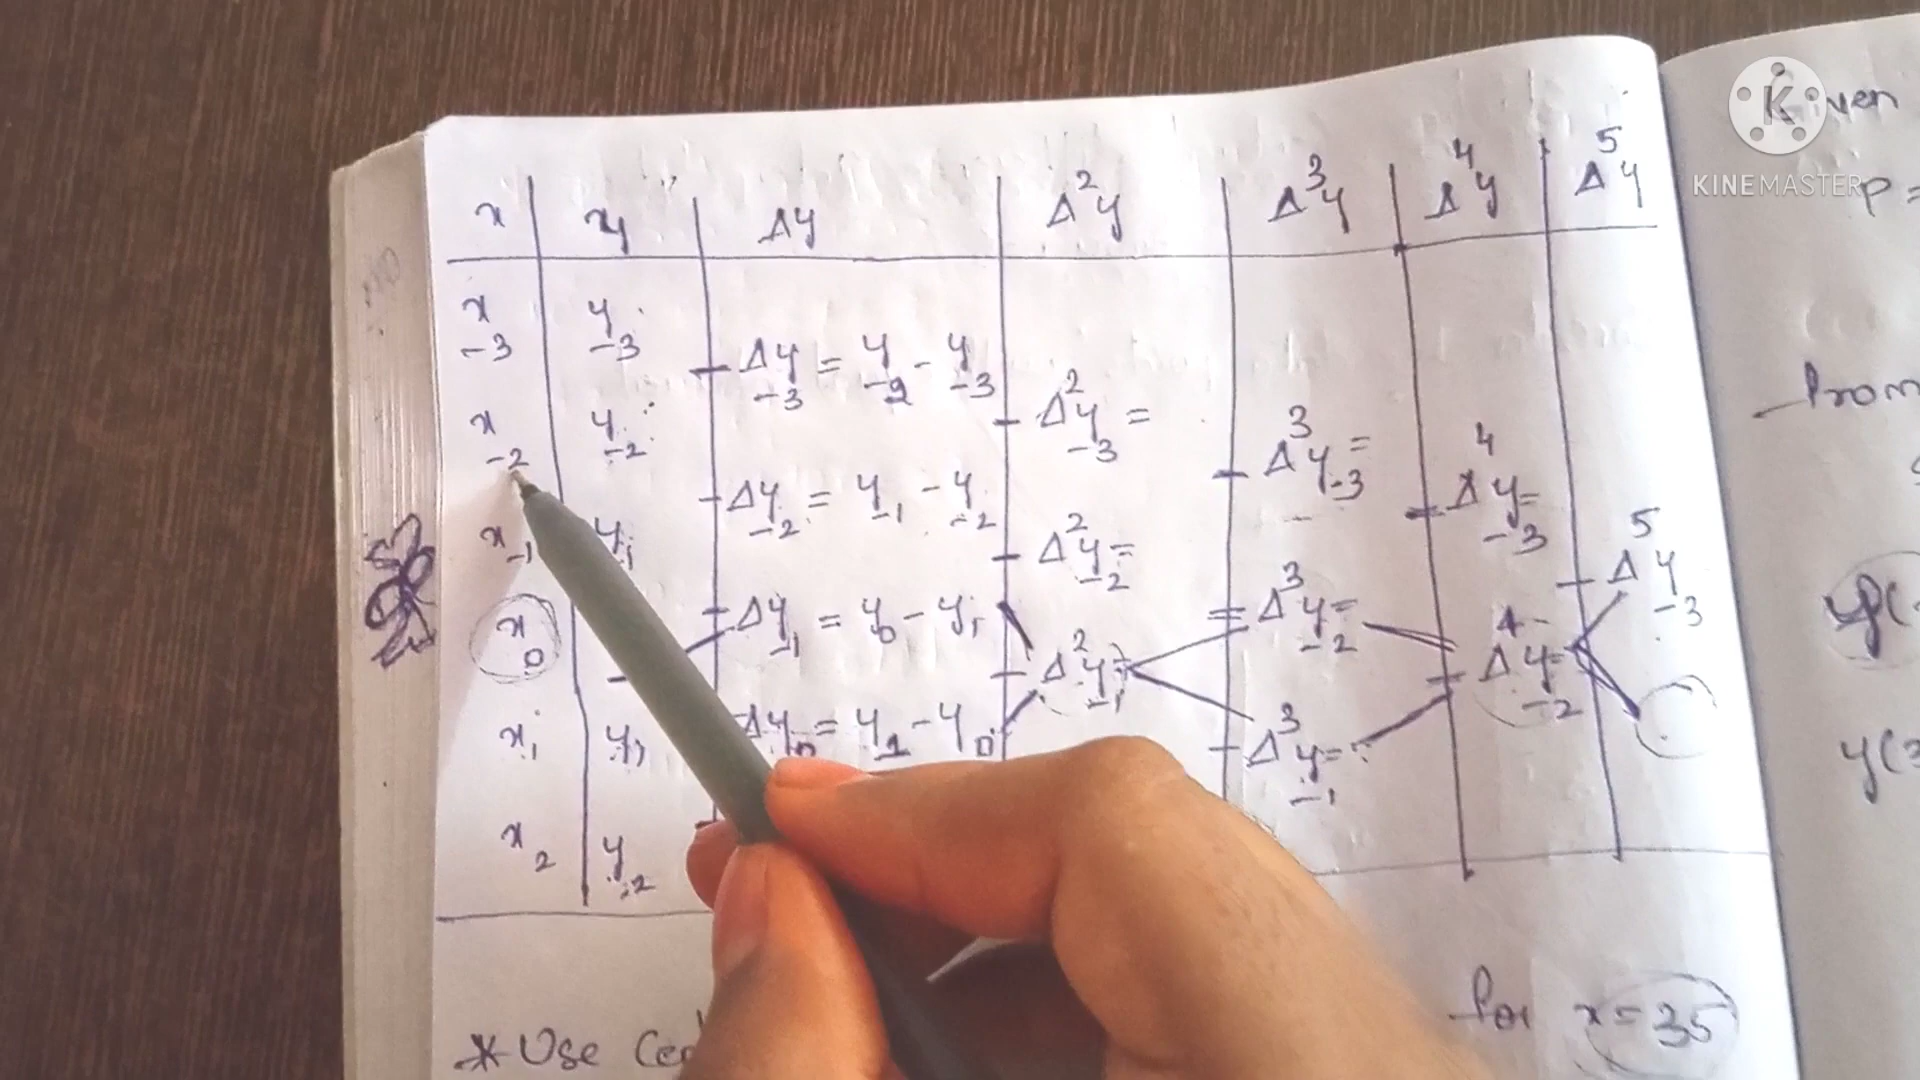 x y Δy Δ²y Δ³y Δ⁴y Δ⁵y
x₋₃ y₋₃
Δy₋₃ = y₋₂ - y₋₃
x₋₂ y₋₂ Δ²y₋₃ =
Δy₋₂ = y₋₁ - y₋₂ Δ³y₋₃ =
x₋₁ y₋₁ Δ²y₋₂ = Δ⁴y₋₃ =
Δy₋₁ = y₀ - y₋₁ Δ³y₋₂ = Δ⁵y₋₃
x₀ Δ²y₋₁ = Δ⁴y₋₂ =
Δy₀ = y₁ - y₀ Δ³y₋₁ =
x₁ y₁
x₂ y₂
* Use
for x = 35
P =
from
y(
y(3
KINEMASTER